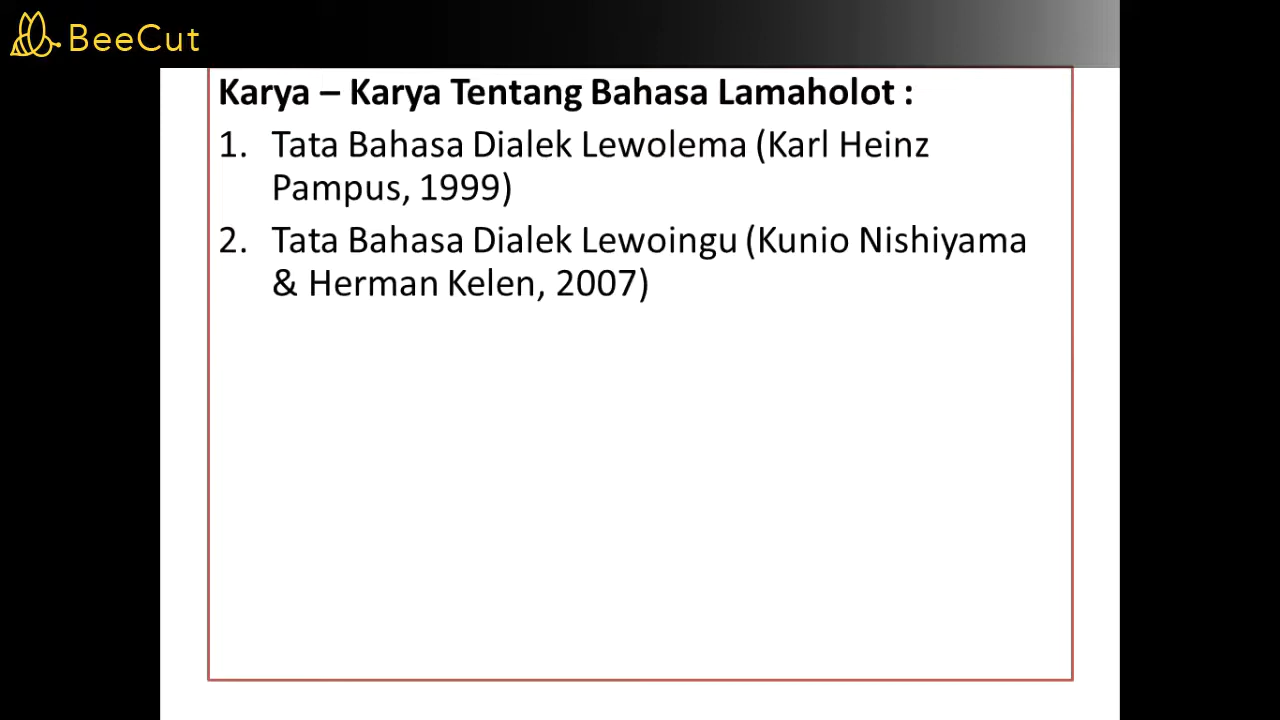 BeeCut
Karya – Karya Tentang Bahasa Lamaholot :
1. Tata Bahasa Dialek Lewolema (Karl Heinz
Pampus, 1999)
2. Tata Bahasa Dialek Lewoingu (Kunio Nishiyama
& Herman Kelen, 2007)